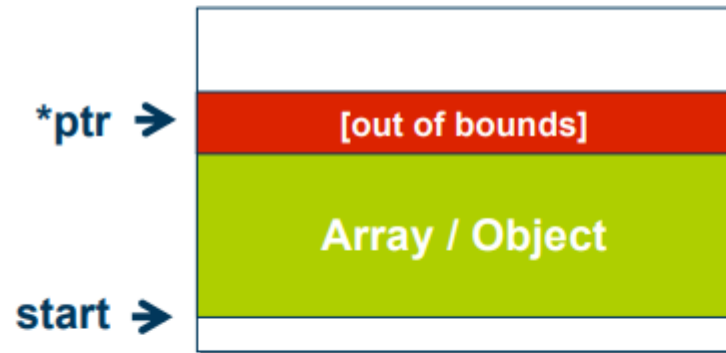 *ptr → [out of bounds]
Array / Object
start →